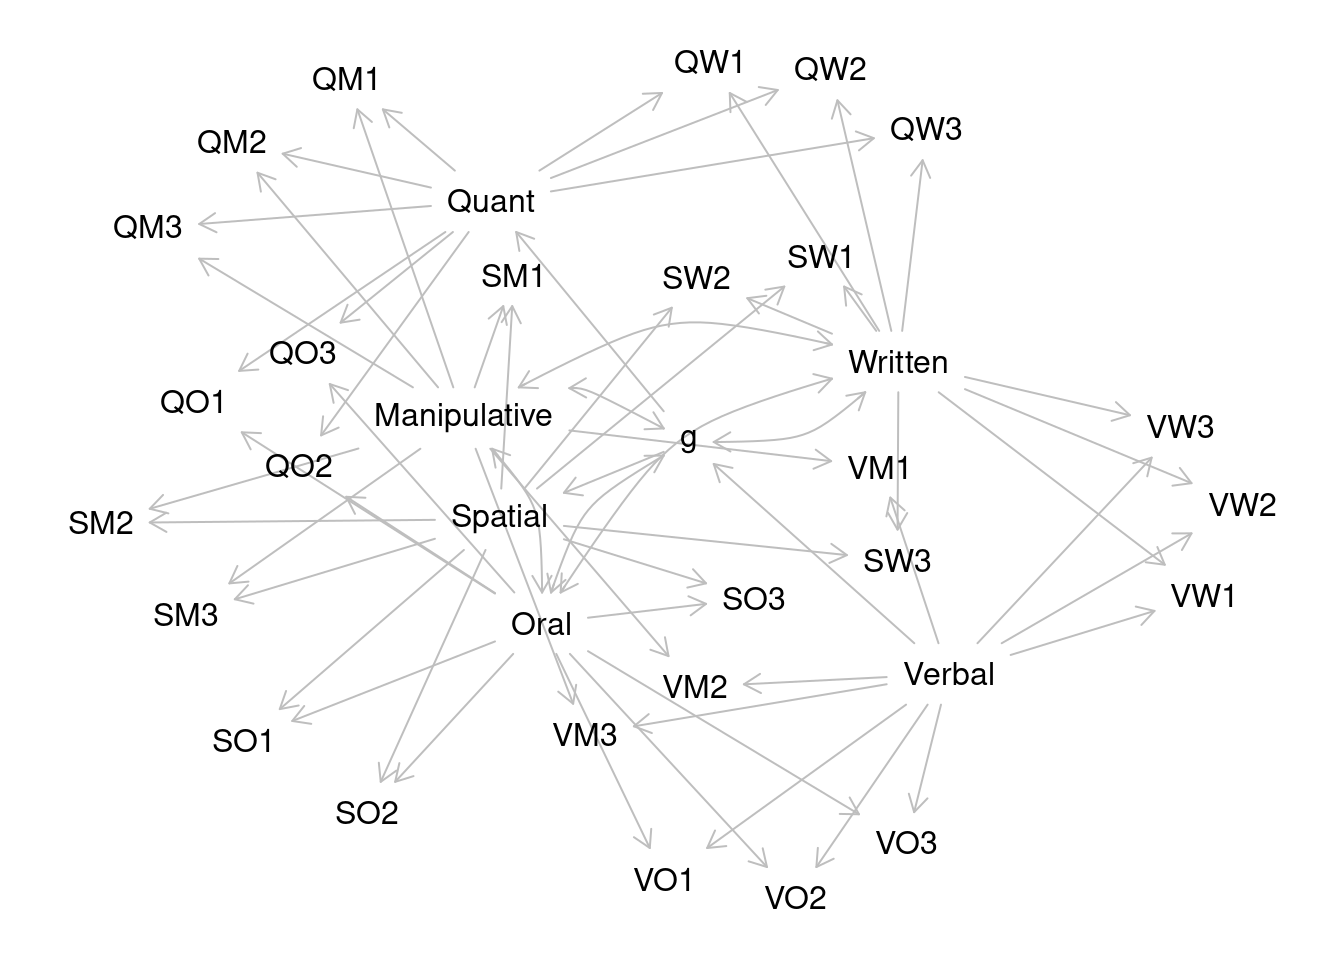 QW1
QW2
QM1
QW3
QM2
Quant
QM3
SW1
SM1
SW2
QO3
Written
QO1
Manipulative
VW3
g
QO2
VM1
VW2
Spatial
SM2
SW3
VW1
SO3
SM3
Oral
Verbal
VM2
VM3
SO1
SO2
VO3
VO1
VO2